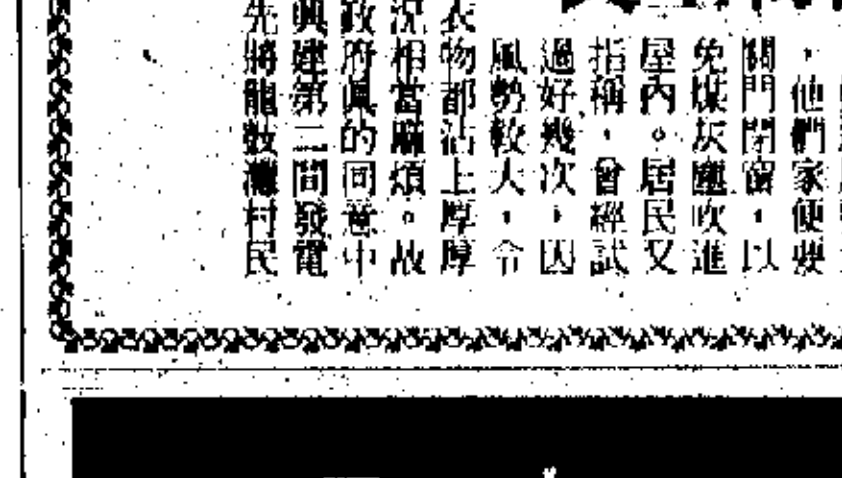 ，他們家便要
關門閉窗，以
免煤灰塵吹進
屋內。居民又
指稱，曾經試
過好幾次，因
風勢較大，令
衣物都沾上厚厚
況相當麻煩。故
政府佩的同意中
興建第二間發電
先將龍鼓灘村民